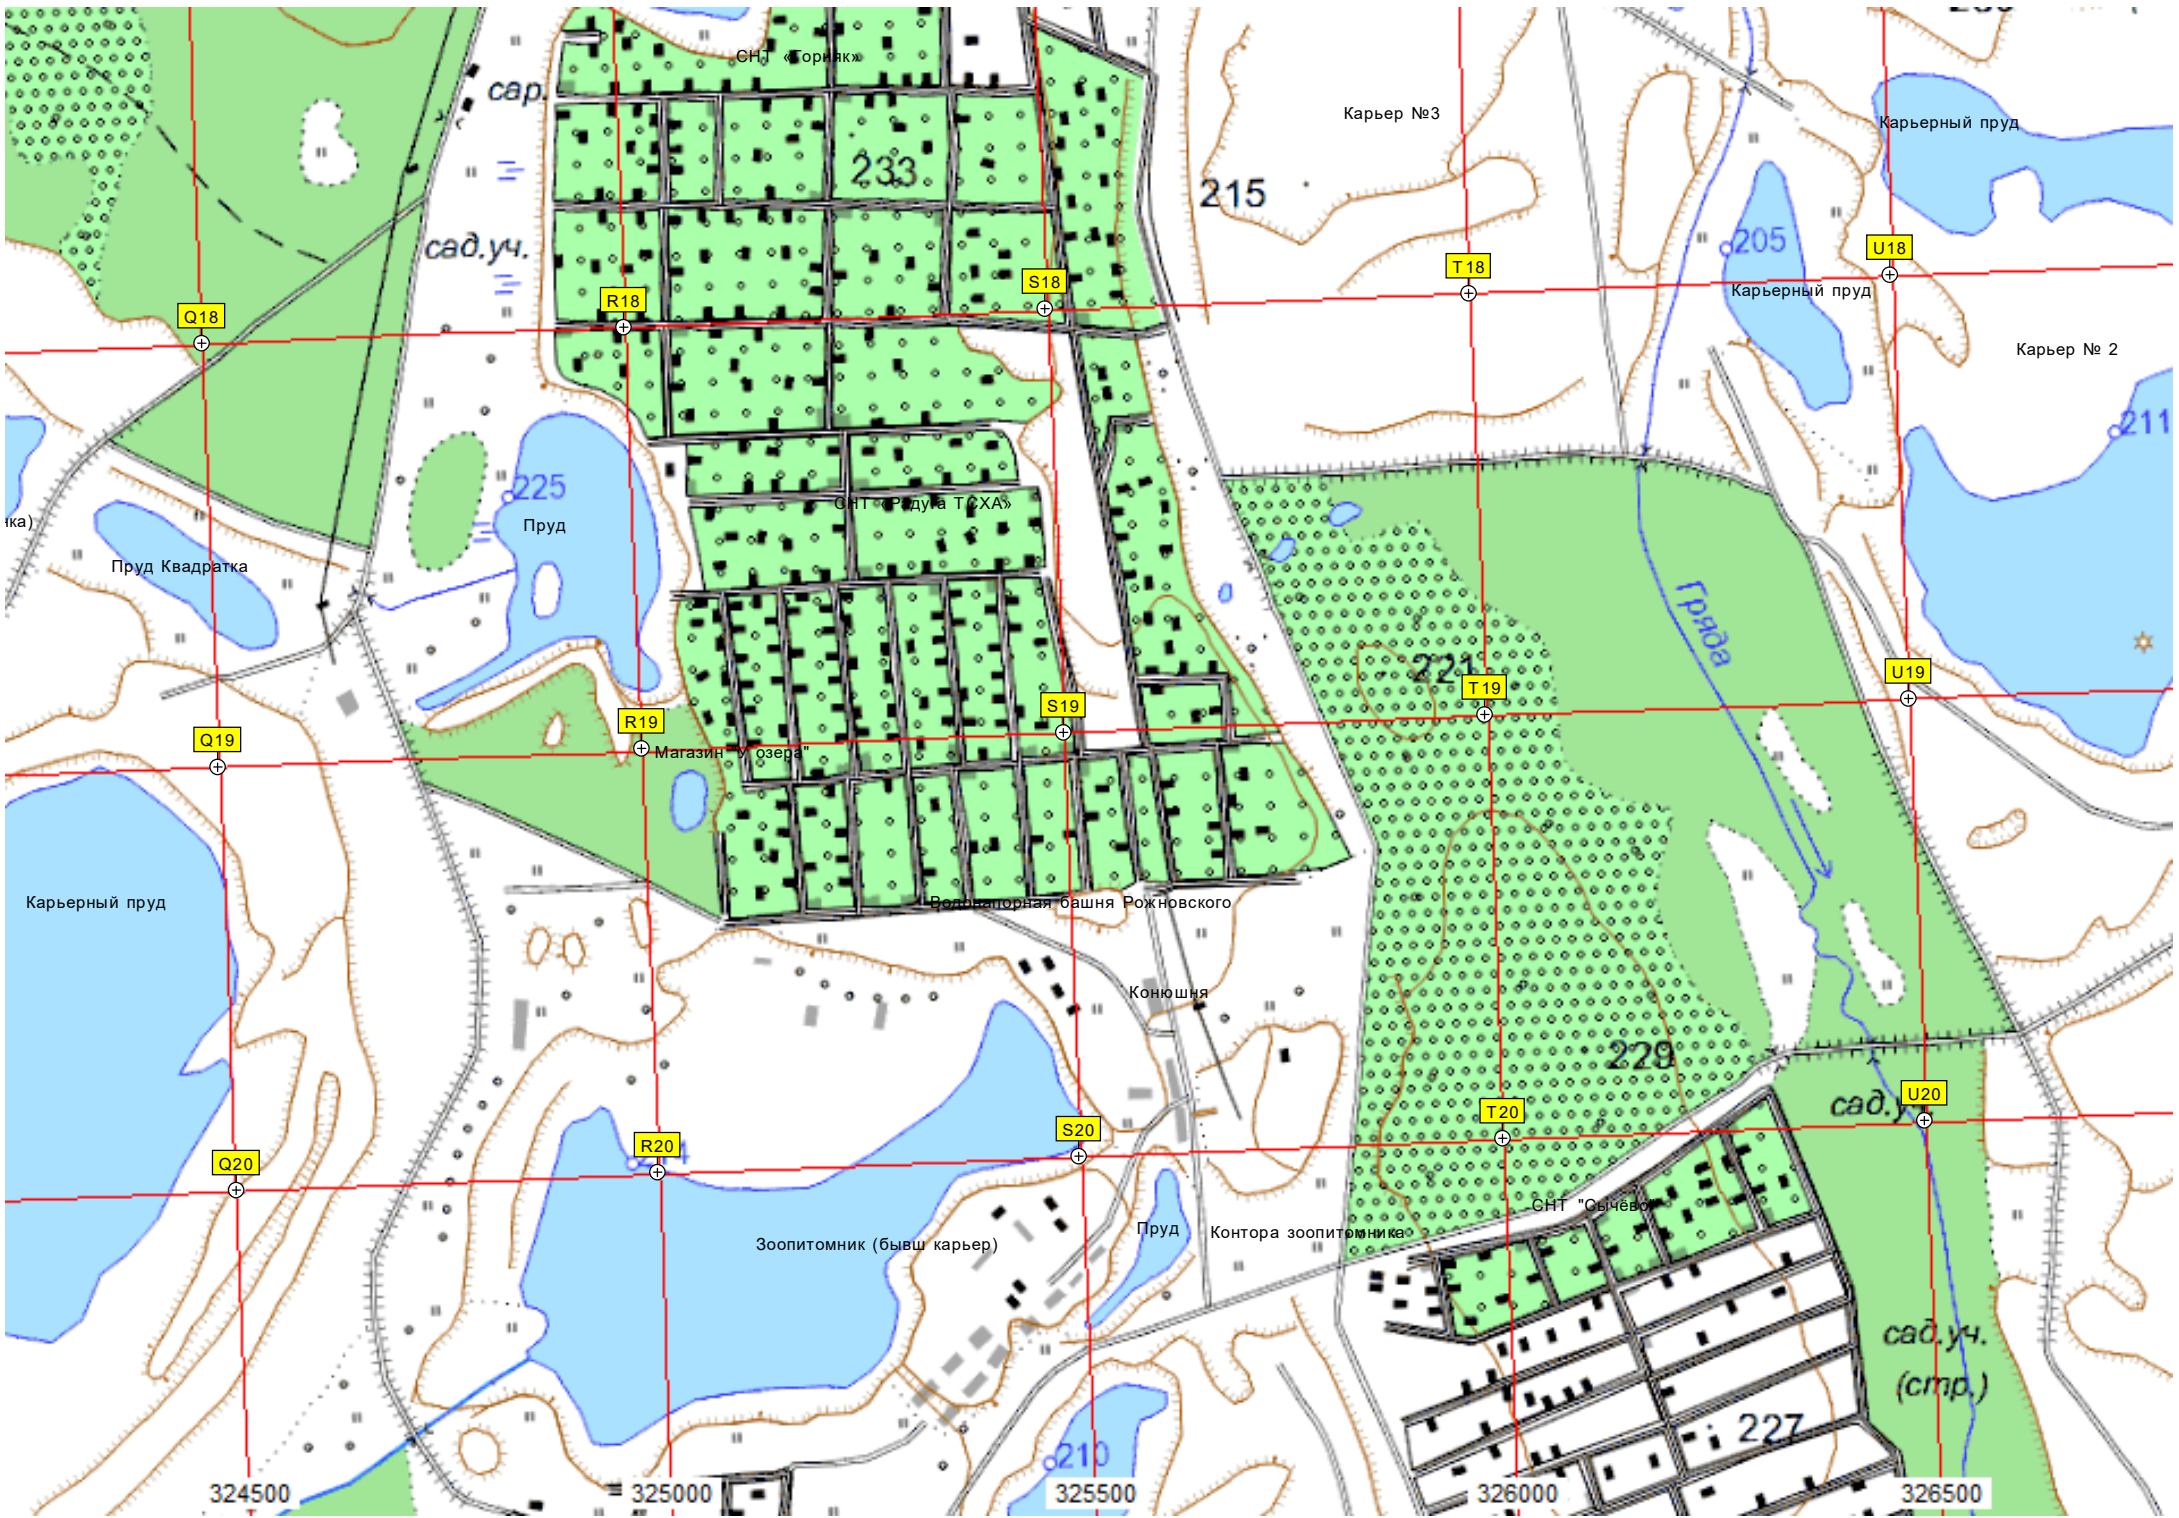 СНТ «Горняк»
сар.
Карьер №3
Карьерный пруд
233
215
сад.уч.
205
U18
T18
S18
R18
Q18
Карьерный пруд
Карьер № 2
211
225
СНТ «Радуга ТСХА»
Пруд
Пруд Квадратка
Гряда
221
T19
U19
S19
R19
Q19
Магазин "У озера"
Карьерный пруд
Водонапорная башня Рожновского
Конюшня
229
сад.уч.
U20
T20
S20
R20
Q20
СНТ "Сычёво"
Пруд
Контора зоопитомника
Зоопитомник (бывш карьер)
сад.уч.
(стр.)
227
210
324500
325000
325500
326000
326500